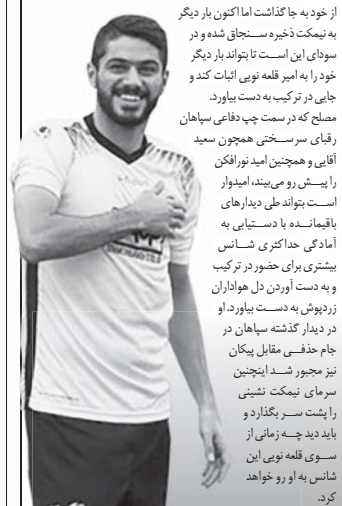 از خود به جا گذاشت اما اکنون بار دیگر
به نیمکت ذخیره سنجاق شده و در
سودای این است تا بتواند بار دیگر
خود را به امیر قلعه نویی اثبات کند و
جایی در ترکیب به دست بیاورد.
مصلح که در سمت چپ دفاعی سپاهان
رقبای سرسختی همچون سعید
آقایی و همچنین امید نورافکن
را پیش رو می‌بیند، امیدوار
است بتواند طی دیدارهای
باقیمانده با دستیابی به
آمادگی حداکثری شانس
بیشتری برای حضور در ترکیب
و به دست آوردن دل هواداران
زردپوش به دست بیاورد. او
در دیدار گذشته سپاهان در
جام حذفی مقابل پیکان
نیز مجبور شد اینچنین
سرمای نیمکت نشینی
را پشت سر بگذارد و
باید دید چه زمانی از
سوی قلعه نویی این
شانس به او رو خواهد
کرد.